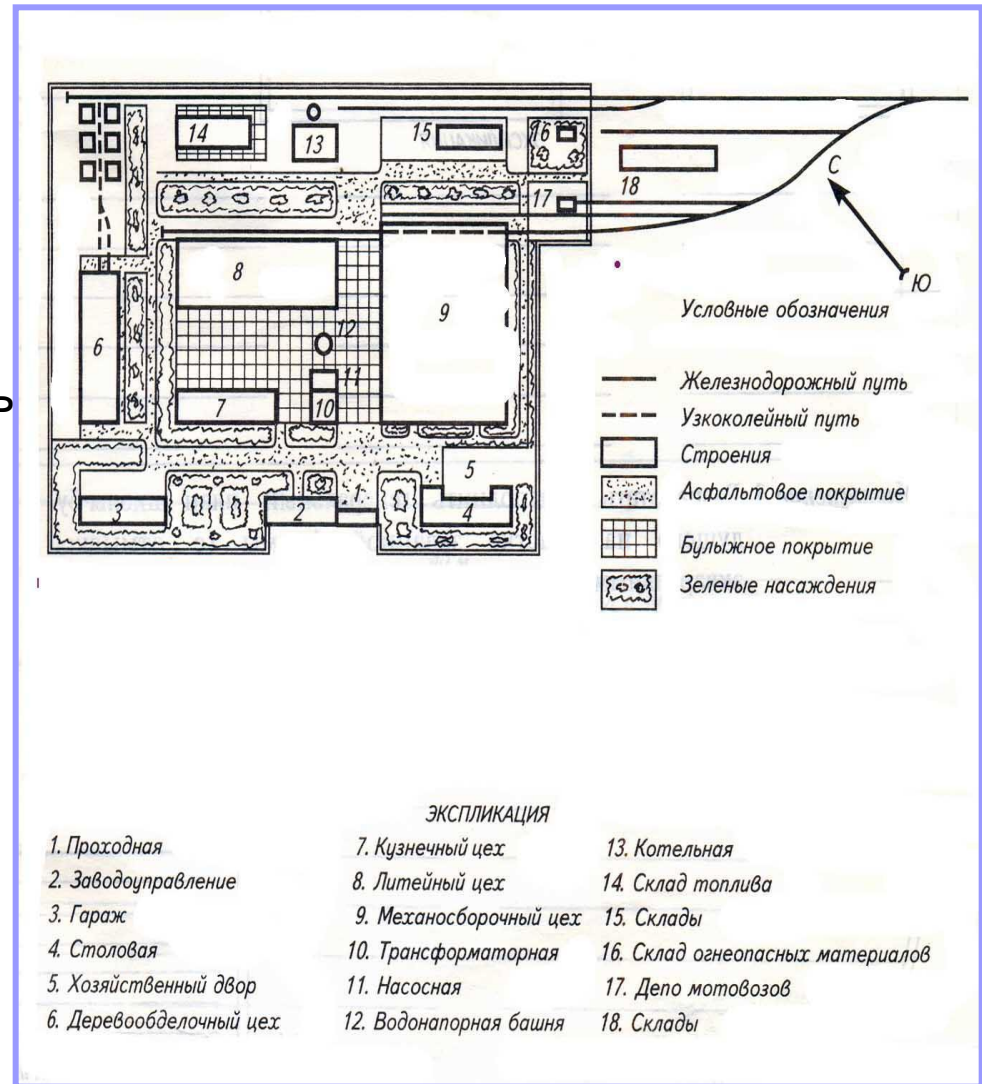 14
13
15
16
17
18
С
Ю
8
9
12
6
11
7
10
5
3
2
1
4
Ь
Условные обозначения
Железнодорожный путь
Узкоколейный путь
Строения
Асфальтовое покрытие
Булыжное покрытие
Зеленые насаждения
ЭКСПЛИКАЦИЯ
1. Проходная
2. Заводоуправление
3. Гараж
4. Столовая
5. Хозяйственный двор
6. Деревообделочный цех
7. Кузнечный цех
8. Литейный цех
9. Механосборочный цех
10. Трансформаторная
11. Насосная
12. Водонапорная башня
13. Котельная
14. Склад топлива
15. Склады
16. Склад огнеопасных материалов
17. Депо мотовозов
18. Склады